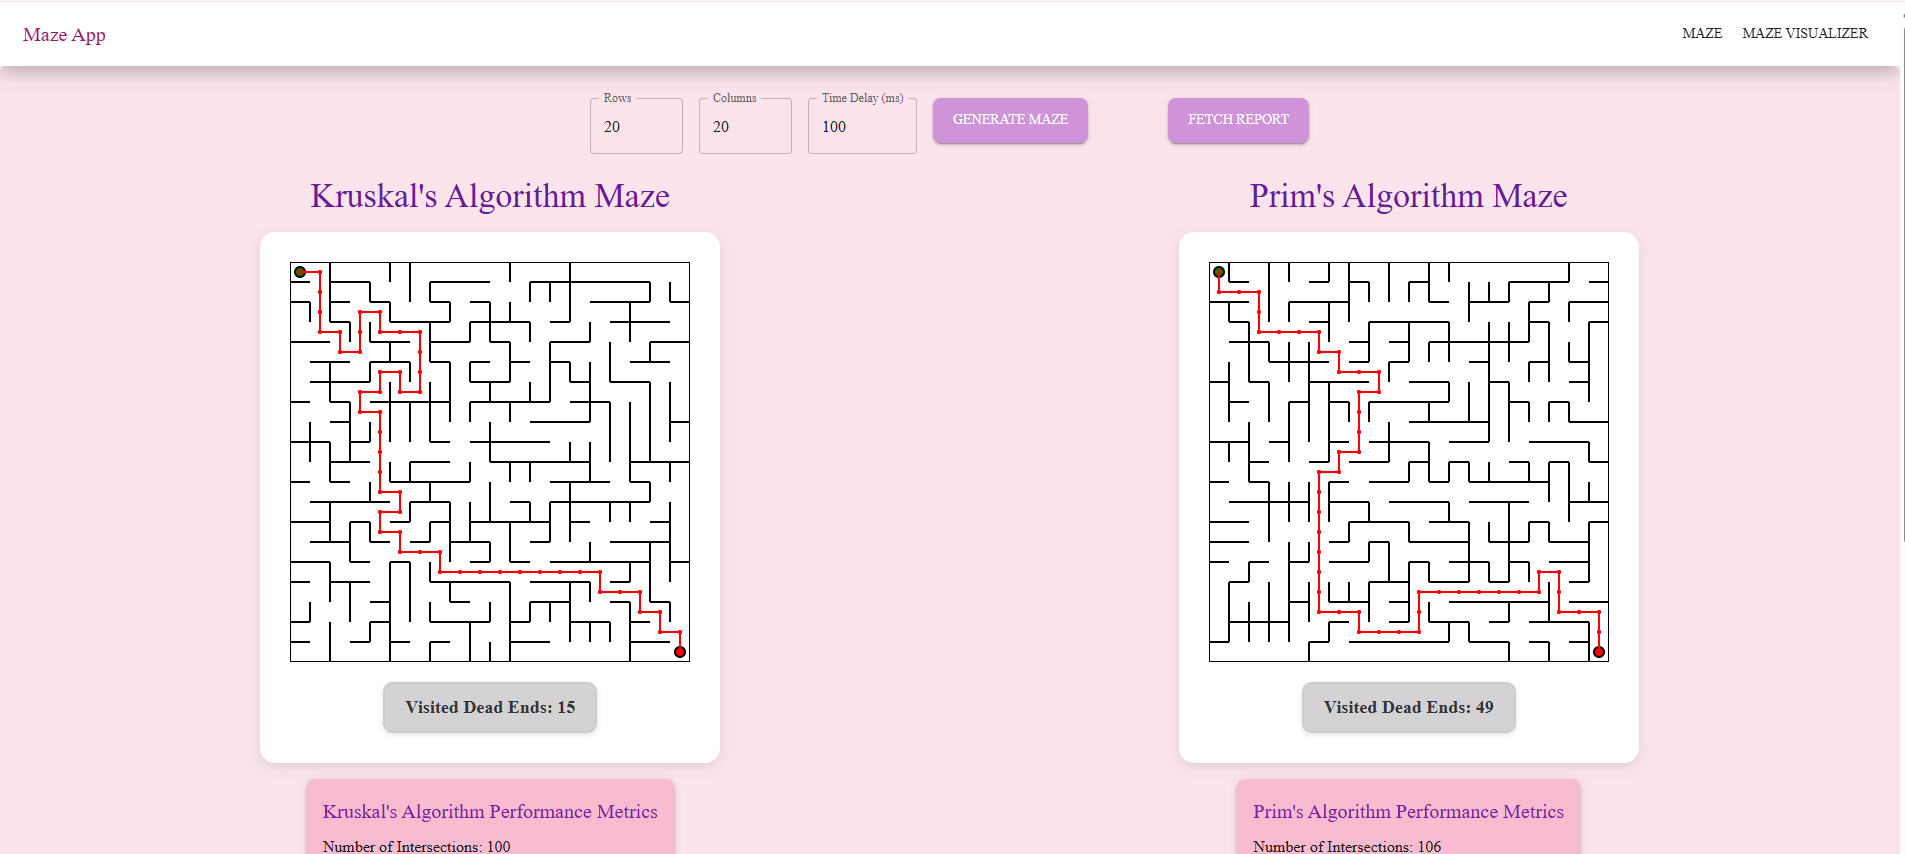 Maze App
MAZE MAZE VISUALIZER
Rows Columns Time Delay (ms)
20 20 100 GENERATE MAZE FETCH REPORT
Kruskal's Algorithm Maze
Visited Dead Ends: 15
Kruskal's Algorithm Performance Metrics
Number of Intersections: 100
Prim's Algorithm Maze
Visited Dead Ends: 49
Prim's Algorithm Performance Metrics
Number of Intersections: 106